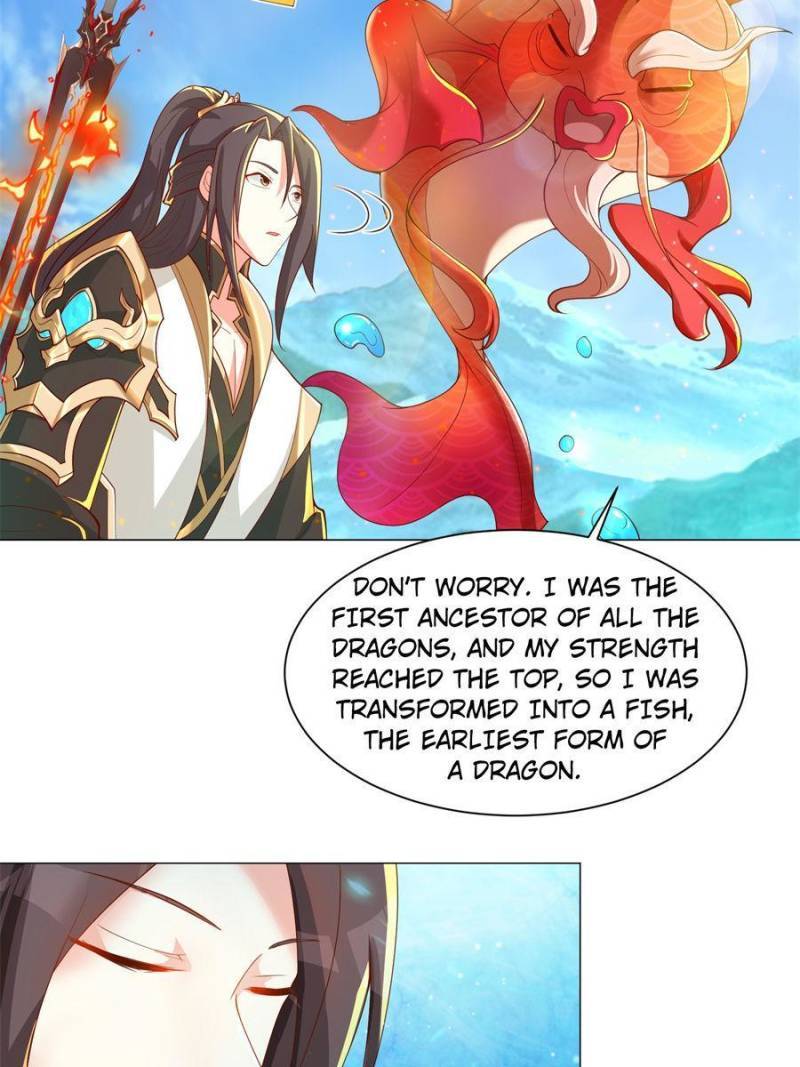 DON'T WORRY. I WAS THE
FIRST ANCESTOR OF ALL THE
DRAGONS, AND MY STRENGTH
REACHED THE TOP, SO I WAS
TRANSFORMED INTO A FISH,
THE EARLIEST FORM OF
A DRAGON.